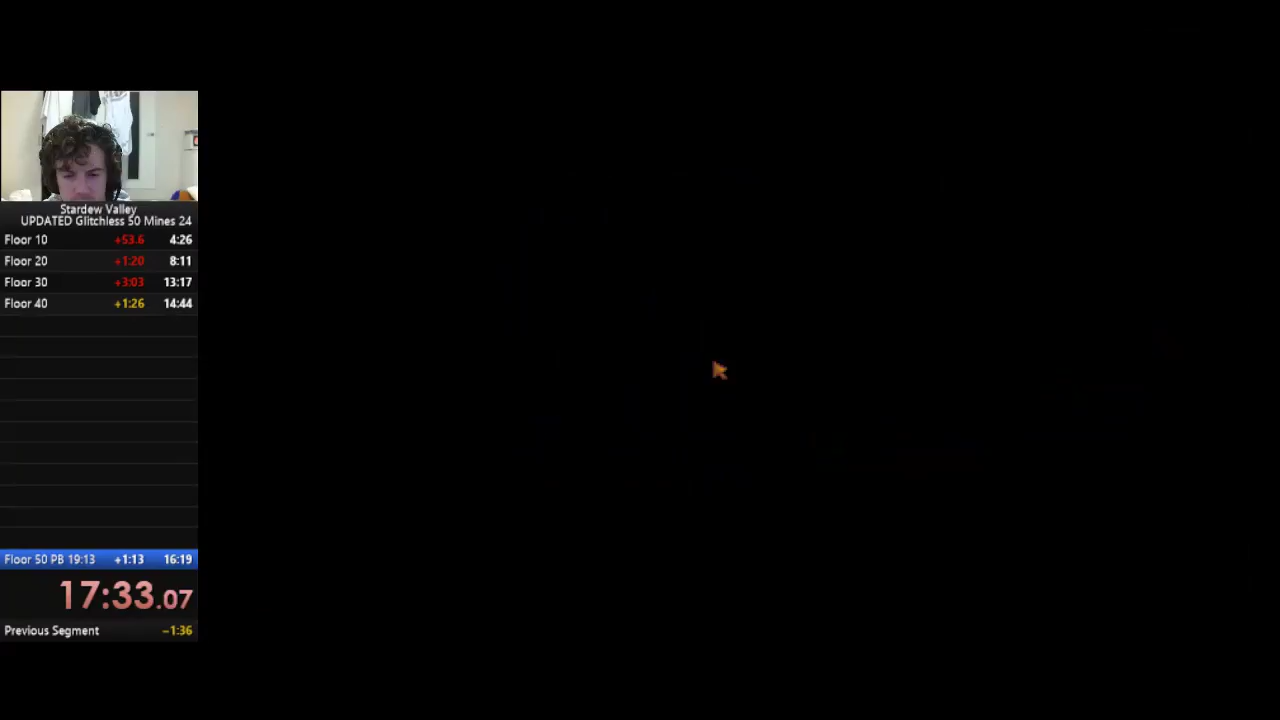 Stardew Valley
UPDATED Glitchless 50 Mines 24
Floor 10 +53.6 4:26
Floor 20 +1:20 8:11
Floor 30 +3:03 13:17
Floor 40 +1:26 14:44
Floor 50 PB 19:13 +1:13 16:19
17:33.07
Previous Segment −1:36